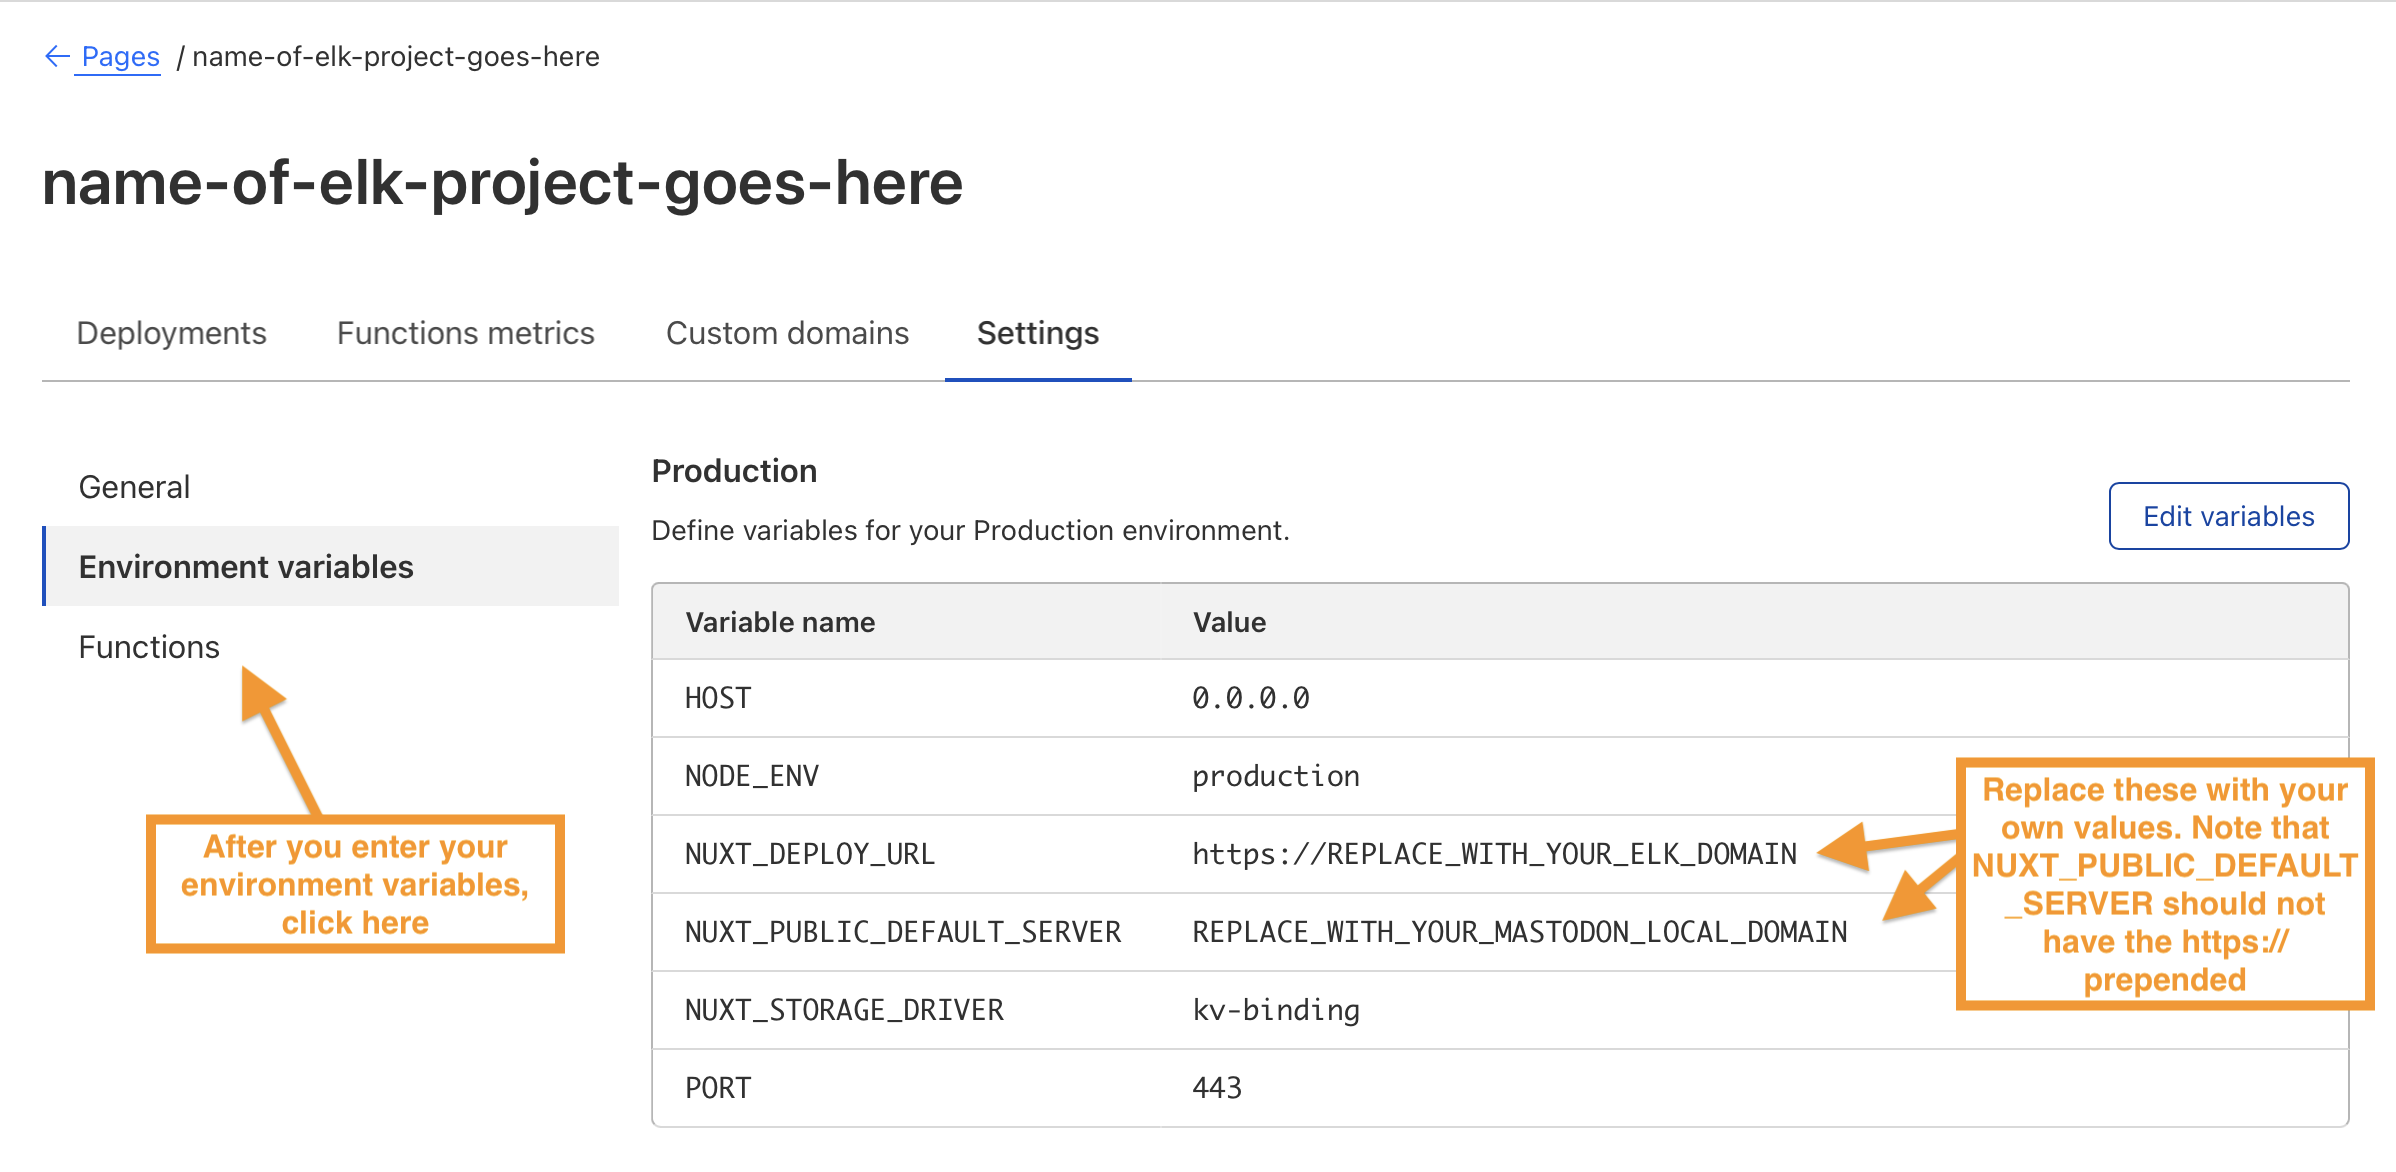 ← Pages / name-of-elk-project-goes-here
name-of-elk-project-goes-here
Deployments Functions metrics Custom domains Settings
General
Environment variables
Functions
After you enter your
environment variables,
click here
Production
Define variables for your Production environment.
Edit variables
Variable name Value
HOST 0.0.0.0
NODE_ENV production
NUXT_DEPLOY_URL https://REPLACE_WITH_YOUR_ELK_DOMAIN
NUXT_PUBLIC_DEFAULT_SERVER REPLACE_WITH_YOUR_MASTODON_LOCAL_DOMAIN
NUXT_STORAGE_DRIVER kv-binding
PORT 443
Replace these with your
own values. Note that
NUXT_PUBLIC_DEFAULT
_SERVER should not
have the https://
prepended